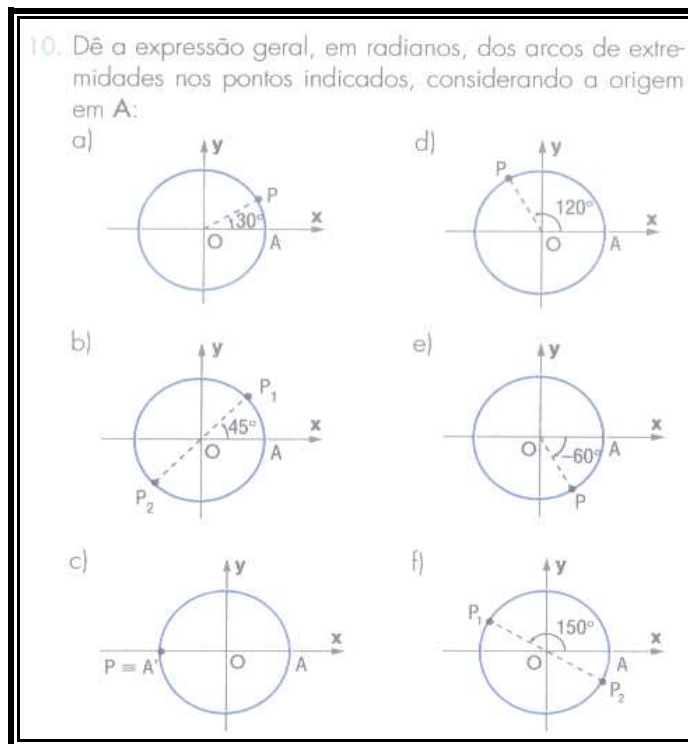 10. Dê a expressão geral, em radianos, dos arcos de extre-
midades nos pontos indicados, considerando a origem
em A:
a)
y
P
30°
x
O
A
d)
y
P
120°
x
O
A
b)
y
P₁
45°
x
O
A
P₂
e)
y
x
O
-60°
A
P
c)
y
x
P ≡ A'
O
A
f)
y
P₁
150°
x
O
A
P₂